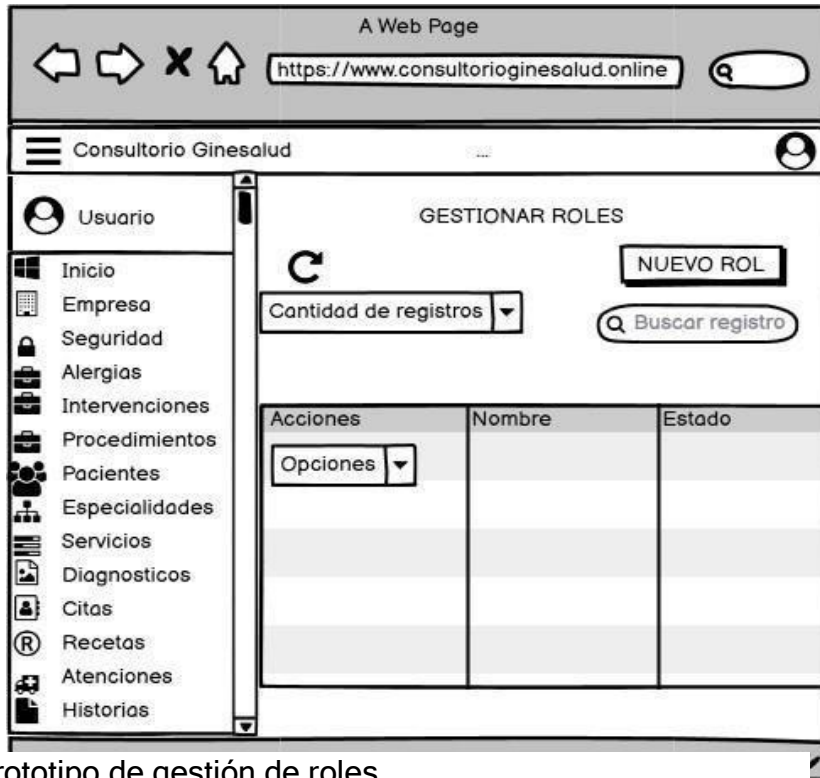 A Web Page
https://www.consultorioginesalud.online
Consultorio Ginesalud ...
Usuario
Inicio
Empresa
Seguridad
Alergias
Intervenciones
Procedimientos
Pacientes
Especialidades
Servicios
Diagnosticos
Citas
Recetas
Atenciones
Historias
GESTIONAR ROLES
NUEVO ROL
Cantidad de registros
Buscar registro
Acciones Nombre Estado
Opciones
rototipo de gestión de roles